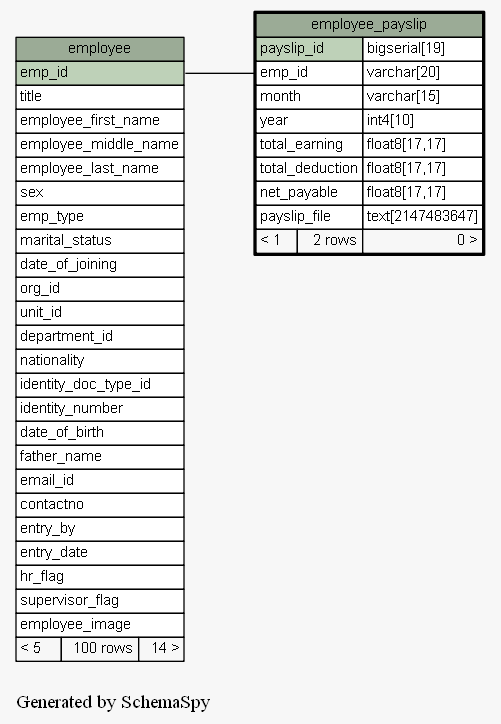 employee
emp_id
title
employee_first_name
employee_middle_name
employee_last_name
sex
emp_type
marital_status
date_of_joining
org_id
unit_id
department_id
nationality
identity_doc_type_id
identity_number
date_of_birth
father_name
email_id
contactno
entry_by
entry_date
hr_flag
supervisor_flag
employee_image
< 5 100 rows 14 >
employee_payslip
payslip_id bigserial[19]
emp_id varchar[20]
month varchar[15]
year int4[10]
total_earning float8[17,17]
total_deduction float8[17,17]
net_payable float8[17,17]
payslip_file text[2147483647]
< 1 2 rows 0 >
Generated by SchemaSpy